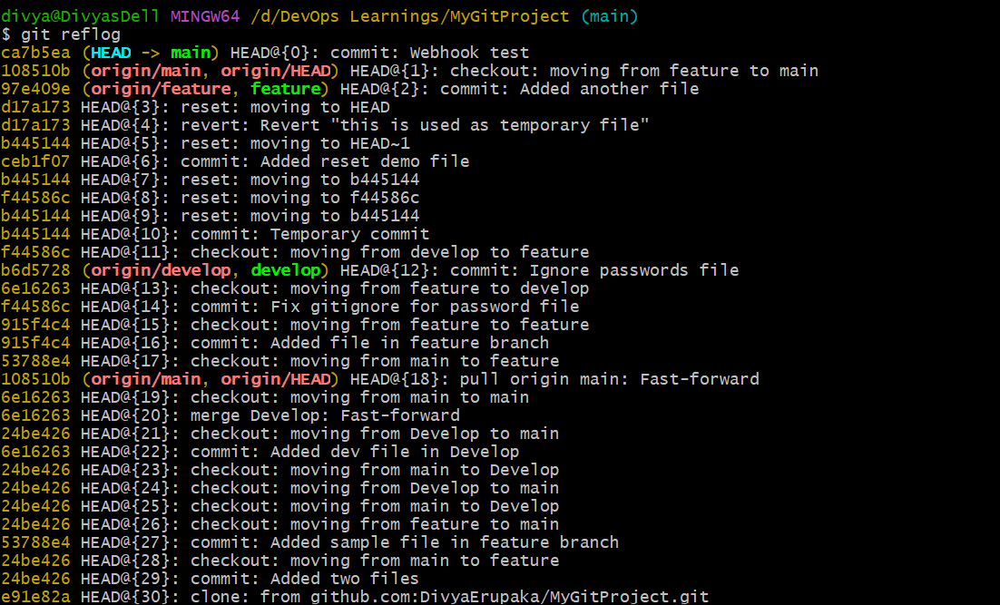 divya@DivyasDell MINGW64 /d/DevOps Learnings/MyGitProject (main)
$ git reflog
ca7b5ea (HEAD -> main) HEAD@{0}: commit: Webhook test
108510b (origin/main, origin/HEAD) HEAD@{1}: checkout: moving from feature to main
97e409e (origin/feature, feature) HEAD@{2}: commit: Added another file
d17a173 HEAD@{3}: reset: moving to HEAD
d17a173 HEAD@{4}: revert: Revert "this is used as temporary file"
b445144 HEAD@{5}: reset: moving to HEAD~1
ceb1f07 HEAD@{6}: commit: Added reset demo file
b445144 HEAD@{7}: reset: moving to b445144
f44586c HEAD@{8}: reset: moving to f44586c
b445144 HEAD@{9}: reset: moving to b445144
b445144 HEAD@{10}: commit: Temporary commit
f44586c HEAD@{11}: checkout: moving from develop to feature
b6d5728 (origin/develop, develop) HEAD@{12}: commit: Ignore passwords file
6e16263 HEAD@{13}: checkout: moving from feature to develop
f44586c HEAD@{14}: commit: Fix gitignore for password file
915f4c4 HEAD@{15}: checkout: moving from feature to feature
915f4c4 HEAD@{16}: commit: Added file in feature branch
53788e4 HEAD@{17}: checkout: moving from main to feature
108510b (origin/main, origin/HEAD) HEAD@{18}: pull origin main: Fast-forward
6e16263 HEAD@{19}: checkout: moving from main to main
6e16263 HEAD@{20}: merge Develop: Fast-forward
24be426 HEAD@{21}: checkout: moving from Develop to main
6e16263 HEAD@{22}: commit: Added dev file in Develop
24be426 HEAD@{23}: checkout: moving from main to Develop
24be426 HEAD@{24}: checkout: moving from Develop to main
24be426 HEAD@{25}: checkout: moving from main to Develop
24be426 HEAD@{26}: checkout: moving from feature to main
53788e4 HEAD@{27}: commit: Added sample file in feature branch
24be426 HEAD@{28}: checkout: moving from main to feature
24be426 HEAD@{29}: commit: Added two files
e91e82a HEAD@{30}: clone: from github.com:DivyaErupaka/MyGitProject.git